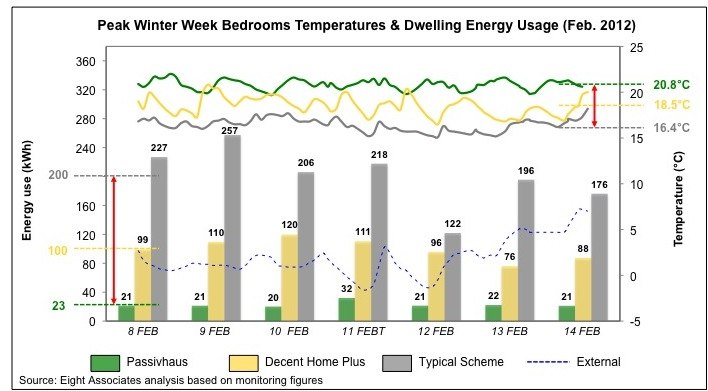 Peak Winter Week Bedrooms Temperatures & Dwelling Energy Usage (Feb. 2012)
Energy use (kWh)
360
320
280
240
200
160
120
100
80
40
23
0
25
20
15
10
5
0
-5
Temperature (°C)
20.8°C
18.5°C
16.4°C
21 99 227
21 110 257
20 120 206
32 111 218
21 96 122
22 76 196
21 88 176
8 FEB 9 FEB 10 FEB 11 FEBT 12 FEB 13 FEB 14 FEB
Passivhaus Decent Home Plus Typical Scheme External
Source: Eight Associates analysis based on monitoring figures